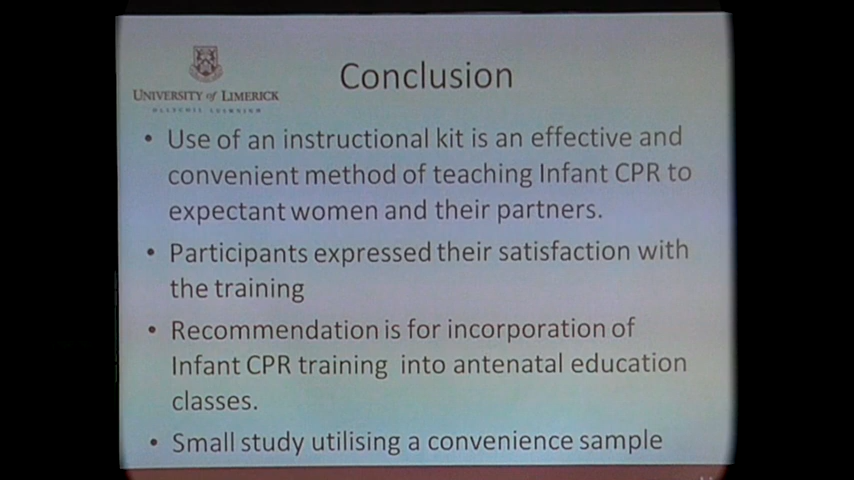 Conclusion
UNIVERSITY of LIMERICK
• Use of an instructional kit is an effective and
convenient method of teaching Infant CPR to
expectant women and their partners.
• Participants expressed their satisfaction with
the training
• Recommendation is for incorporation of
Infant CPR training into antenatal education
classes.
• Small study utilising a convenience sample